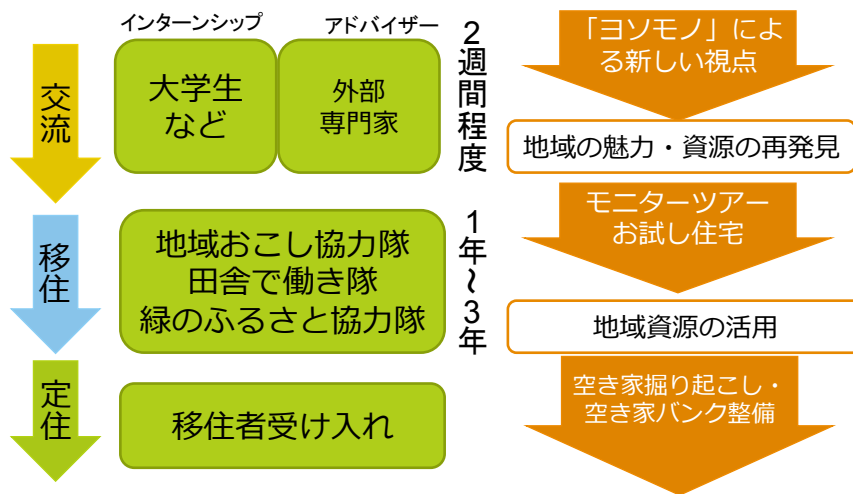 インターンシップ
アドバイザー
交流
大学生
など
外部
専門家
2週間程度
「ヨソモノ」によ
る新しい視点
地域の魅力・資源の再発見
移住
地域おこし協力隊
田舎で働き隊
緑のふるさと協力隊
1年~3年
モニターツアー
お試し住宅
地域資源の活用
定住
移住者受け入れ
空き家掘り起こし・
空き家バンク整備